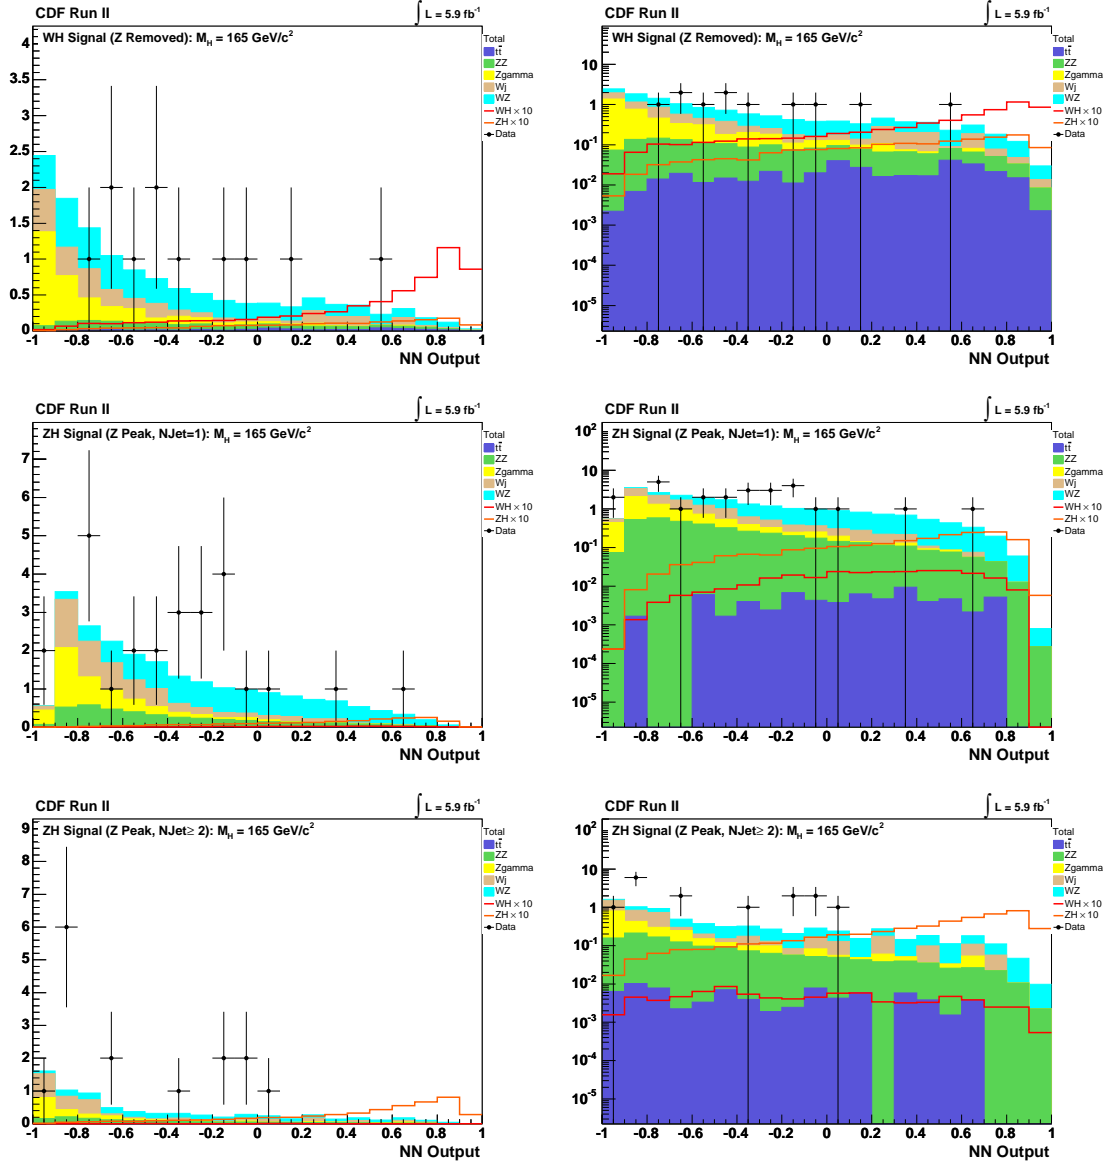 CDF Run II ∫ L = 5.9 fb⁻¹
WH Signal (Z Removed): M_H = 165 GeV/c²
Total
tt̄
ZZ
Zgamma
Wj
WZ
WH × 10
ZH × 10
Data
4
3.5
3
2.5
2
1.5
1
0.5
0
-1 -0.8 -0.6 -0.4 -0.2 0 0.2 0.4 0.6 0.8 1
NN Output
CDF Run II ∫ L = 5.9 fb⁻¹
WH Signal (Z Removed): M_H = 165 GeV/c²
Total
tt̄
ZZ
Zgamma
Wj
WZ
WH × 10
ZH × 10
Data
10
1
10⁻¹
10⁻²
10⁻³
10⁻⁴
10⁻⁵
-1 -0.8 -0.6 -0.4 -0.2 0 0.2 0.4 0.6 0.8 1
NN Output
CDF Run II ∫ L = 5.9 fb⁻¹
ZH Signal (Z Peak, NJet=1): M_H = 165 GeV/c²
Total
tt̄
ZZ
Zgamma
Wj
WZ
WH × 10
ZH × 10
Data
7
6
5
4
3
2
1
0
-1 -0.8 -0.6 -0.4 -0.2 0 0.2 0.4 0.6 0.8 1
NN Output
CDF Run II ∫ L = 5.9 fb⁻¹
ZH Signal (Z Peak, NJet=1): M_H = 165 GeV/c²
Total
tt̄
ZZ
Zgamma
Wj
WZ
WH × 10
ZH × 10
Data
10²
10
1
10⁻¹
10⁻²
10⁻³
10⁻⁴
10⁻⁵
-1 -0.8 -0.6 -0.4 -0.2 0 0.2 0.4 0.6 0.8 1
NN Output
CDF Run II ∫ L = 5.9 fb⁻¹
ZH Signal (Z Peak, NJet≥ 2): M_H = 165 GeV/c²
Total
tt̄
ZZ
Zgamma
Wj
WZ
WH × 10
ZH × 10
Data
9
8
7
6
5
4
3
2
1
0
-1 -0.8 -0.6 -0.4 -0.2 0 0.2 0.4 0.6 0.8 1
NN Output
CDF Run II ∫ L = 5.9 fb⁻¹
ZH Signal (Z Peak, NJet≥ 2): M_H = 165 GeV/c²
Total
tt̄
ZZ
Zgamma
Wj
WZ
WH × 10
ZH × 10
Data
10²
10
1
10⁻¹
10⁻²
10⁻³
10⁻⁴
10⁻⁵
-1 -0.8 -0.6 -0.4 -0.2 0 0.2 0.4 0.6 0.8 1
NN Output